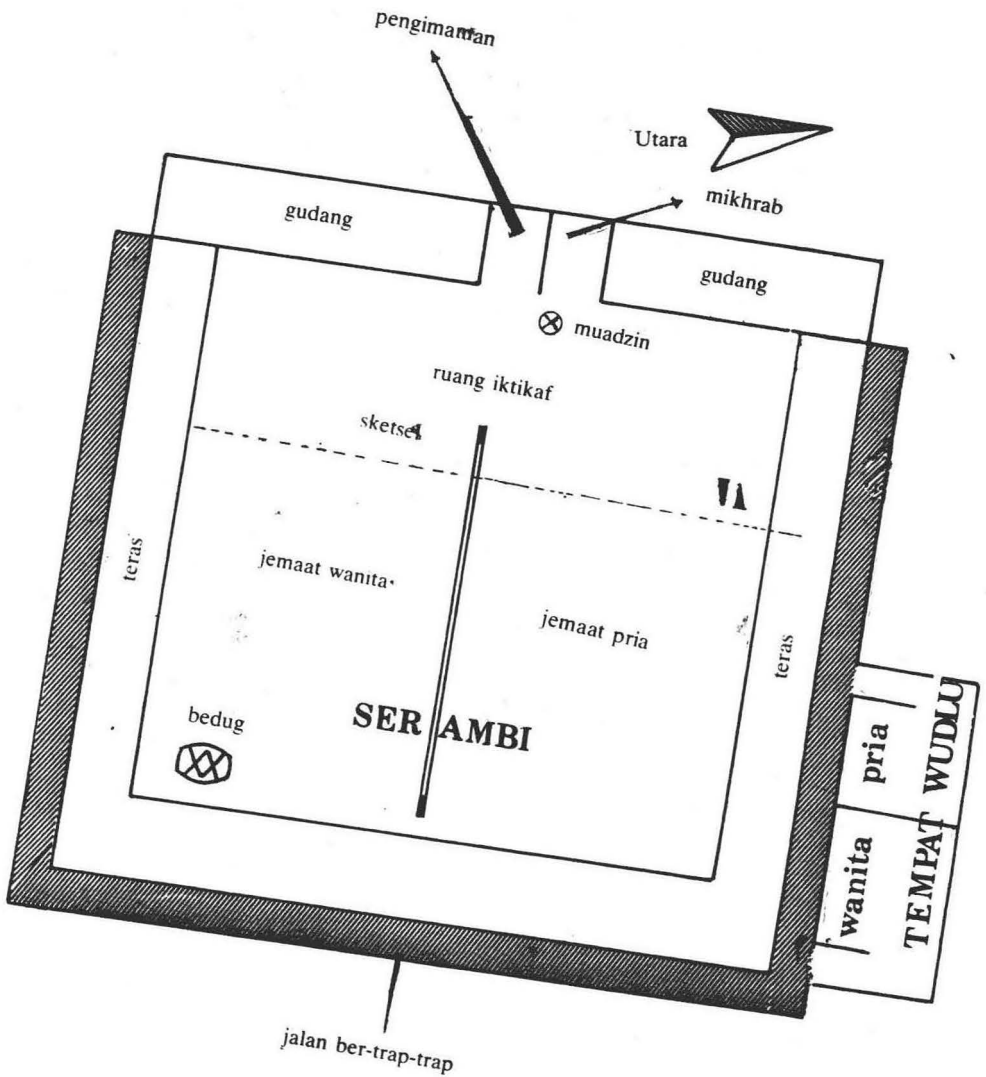 pengimaman
Utara
mikhrab
gudang
gudang
muadzin
ruang iktikaf
sketsel
teras
jemaat wanita
jemaat pria
teras
bedug
SERAMBI
pria
wanita
TEMPAT WUDLU
jalan ber-trap-trap